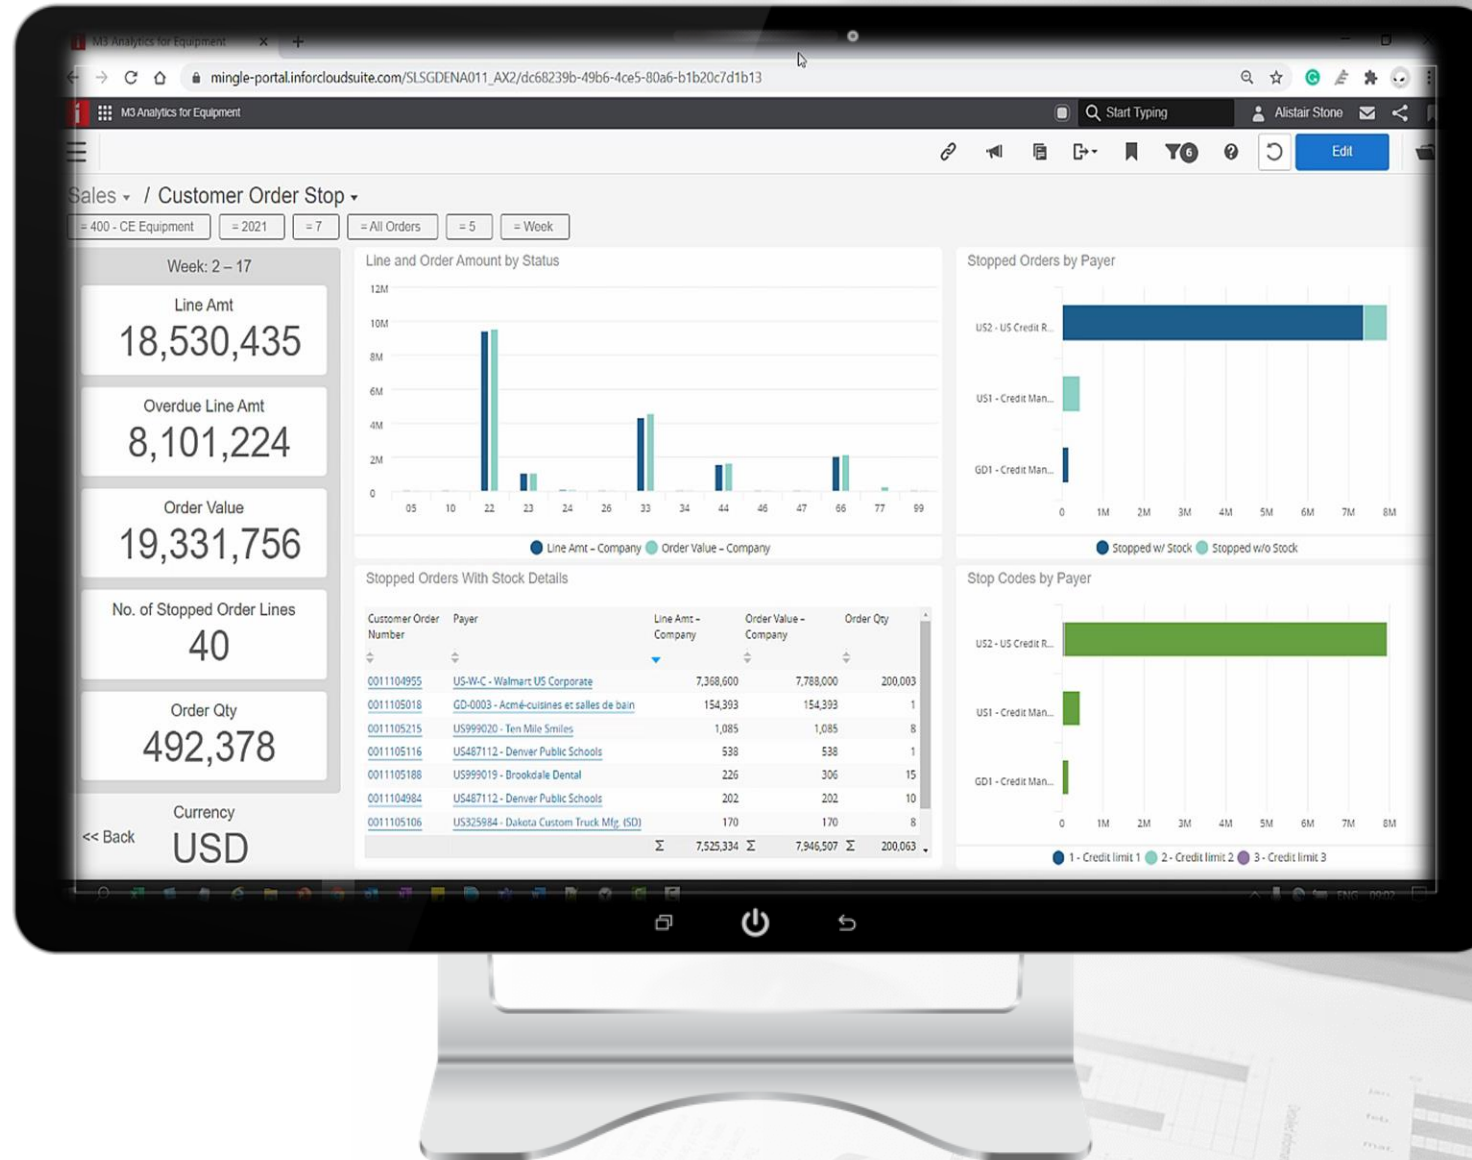 M3 Analytics for Equipment
mingle-portal.inforcloudsuite.com/SLSGDENA011_AX2/dc68239b-49b6-4ce5-80a6-b1b20c7d1b13
M3 Analytics for Equipment
Start Typing
Alistair Stone
6
Edit
Sales / Customer Order Stop
= 400 - CE Equipment
= 2021
= 7
= All Orders
= 5
= Week
Week: 2 – 17
Line Amt
18,530,435
Overdue Line Amt
8,101,224
Order Value
19,331,756
No. of Stopped Order Lines
40
Order Qty
492,378
Currency
<< Back
USD
Line and Order Amount by Status
12M
10M
8M
6M
4M
2M
0
05 10 22 23 24 26 33 34 44 46 47 66 77 99
Line Amt – Company Order Value – Company
Stopped Orders by Payer
US2 - US Credit R...
US1 - Credit Man...
GD1 - Credit Man...
0 1M 2M 3M 4M 5M 6M 7M 8M
Stopped w/ Stock Stopped w/o Stock
Stopped Orders With Stock Details
Customer Order Payer Line Amt – Order Value – Order Qty
Number Company Company
0011104955 US-W-C - Walmart US Corporate 7,368,600 7,788,000 200,003
0011105018 GD-0003 - Acmé-cuisines et salles de bain 154,393 154,393 1
0011105215 US999020 - Ten Mile Smiles 1,085 1,085 8
0011105116 US487112 - Denver Public Schools 538 538 1
0011105188 US999019 - Brookdale Dental 226 306 15
0011104984 US487112 - Denver Public Schools 202 202 10
0011105106 US325984 - Dakota Custom Truck Mfg. (SD) 170 170 8
Σ 7,525,334 Σ 7,946,507 Σ 200,063
Stop Codes by Payer
US2 - US Credit R...
US1 - Credit Man...
GD1 - Credit Man...
0 1M 2M 3M 4M 5M 6M 7M 8M
1 - Credit limit 1 2 - Credit limit 2 3 - Credit limit 3
ENG 09:02